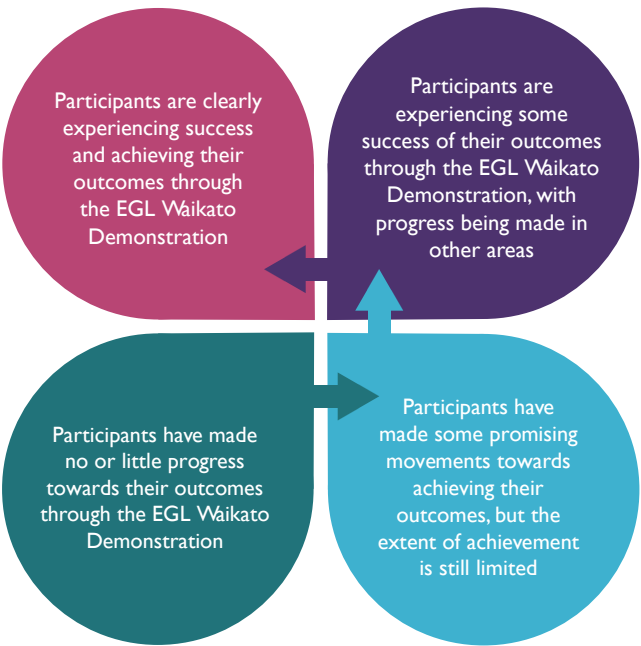 Participants are clearly
experiencing success
and achieving their
outcomes through
the EGL Waikato
Demonstration
Participants are
experiencing some
success of their outcomes
through the EGL Waikato
Demonstration, with
progress being made in
other areas
Participants have made
no or little progress
towards their outcomes
through the EGL Waikato
Demonstration
Participants have
made some promising
movements towards
achieving their
outcomes, but the
extent of achievement
is still limited